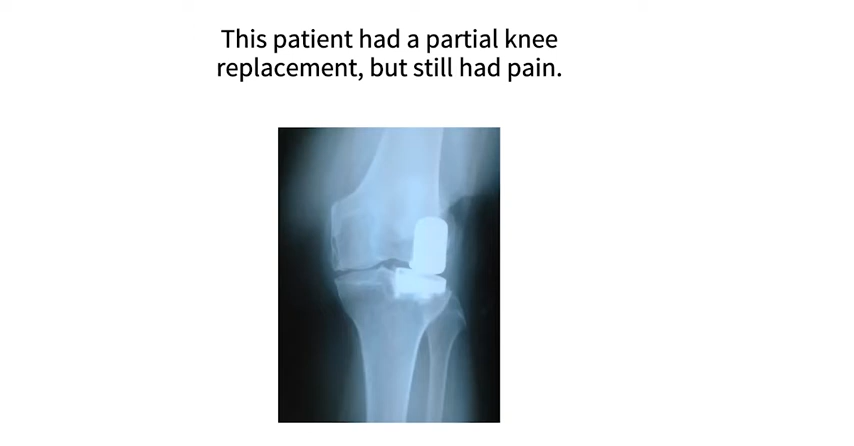 This patient had a partial knee
replacement, but still had pain.